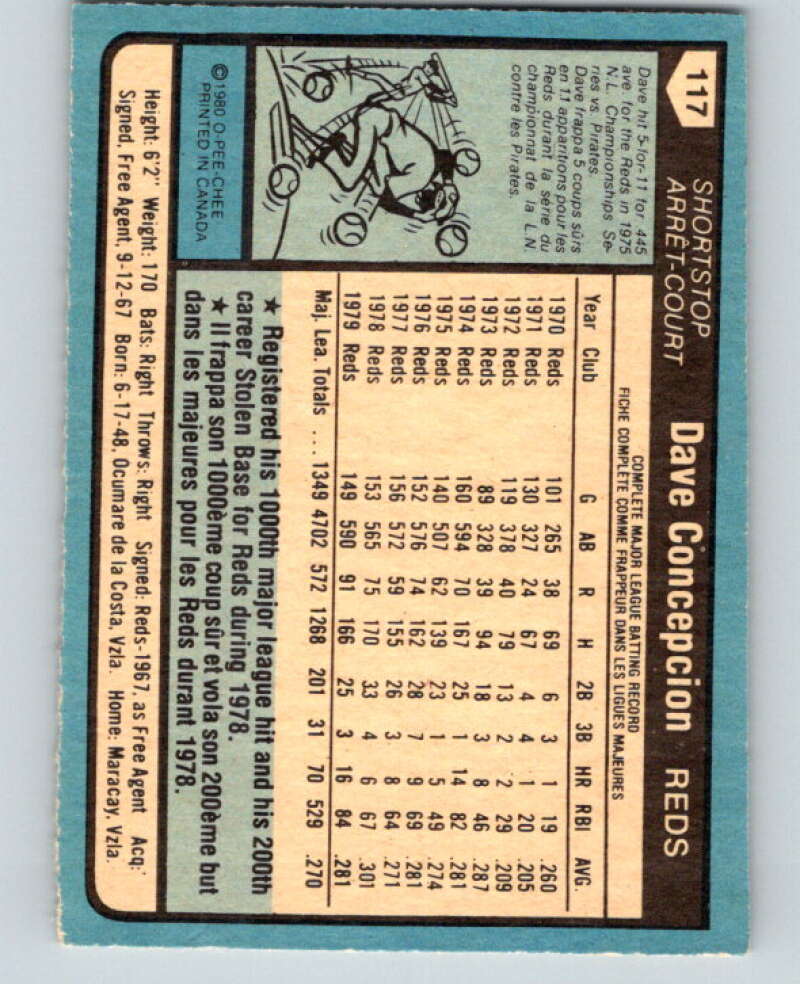 117
SHORTSTOP
ARRÊT-COURT
Dave Concepcion REDS
Dave hit 5-for-11 for .445
ave. for the Reds in 1975
N.L. Championships Se-
ries vs. Pirates.
Dave frappa 5 coups sûrs
en 11 apparitions pour les
Reds durant la série du
championnat de la L.N.
contre les Pirates.
© 1980 O-PEE-CHEE
PRINTED IN CANADA
COMPLETE MAJOR LEAGUE BATTING RECORD
FICHE COMPLETE COMME FRAPPEUR DANS LES LIGUES MAJEURES
Year Club G AB R H 2B 3B HR RBI AVG.
1970 Reds 101 265 38 69 6 3 1 19 .260
1971 Reds 130 327 24 67 4 4 1 20 .205
1972 Reds 119 378 40 79 13 2 2 29 .209
1973 Reds 89 328 39 94 18 3 8 46 .287
1974 Reds 160 594 70 167 25 1 14 82 .281
1975 Reds 140 507 62 139 23 1 5 49 .274
1976 Reds 152 576 74 162 28 7 9 69 .281
1977 Reds 156 572 59 155 26 3 8 64 .271
1978 Reds 153 565 75 170 33 4 6 67 .301
1979 Reds 149 590 91 166 25 3 16 84 .281
Maj. Lea. Totals ... 1349 4702 572 1268 201 31 70 529 .270
★ Registered his 1000th major league hit and his 200th
career Stolen Base for Reds during 1978.
★ Il frappa son 1000ème coup sûr et vola son 200ème but
dans les majeures pour les Reds durant 1978.
Height: 6'2" Weight: 170 Bats: Right Throws: Right Signed: Reds-1967, as Free Agent Acq:
Signed, Free Agent, 9-12-67 Born: 6-17-48, Ocumare de la Costa, Vzla. Home: Maracay, Vzla.